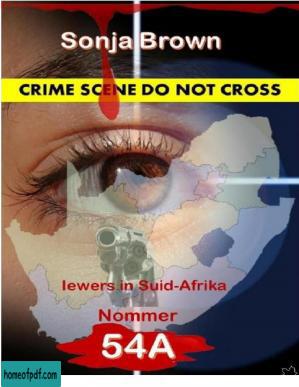 Sonja Brown
CRIME SCENE DO NOT CROSS
Iewers in Suid-Afrika
Nommer
54A
homeofpdf.com